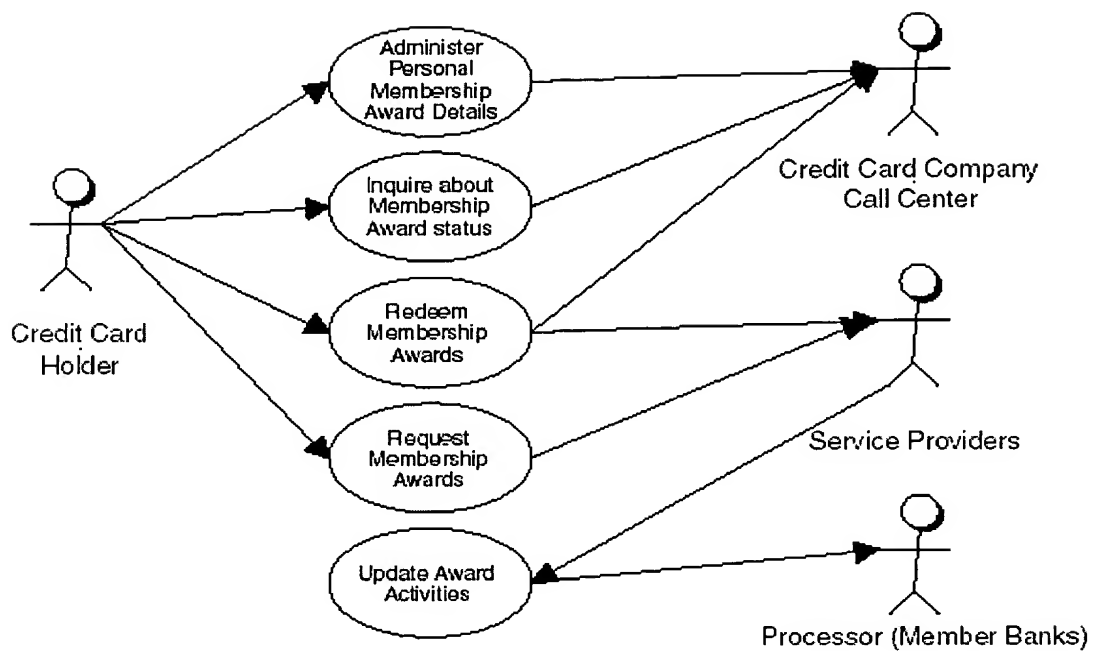 Administer
Personal
Membership
Award Details
Credit Card Company
Call Center
Inquire about
Membership
Award status
Credit Card
Holder
Redeem
Membership
Awards
Service Providers
Request
Membership
Awards
Update Award
Activities
Processor (Member Banks)